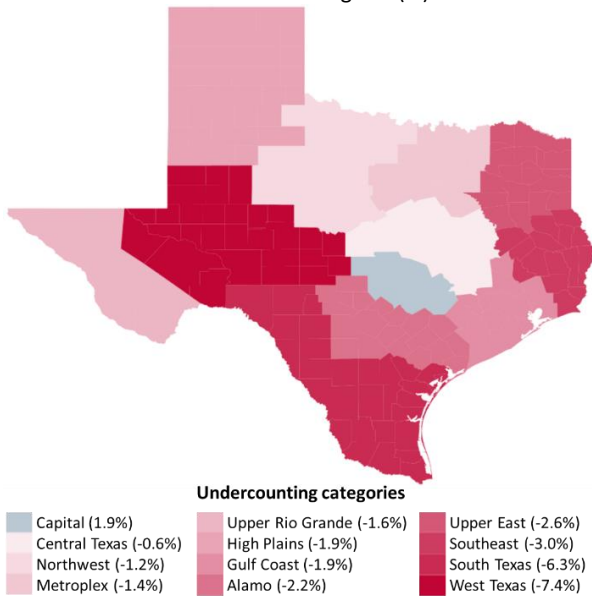 Undercounting categories
Capital (1.9%)
Central Texas (-0.6%)
Northwest (-1.2%)
Metroplex (-1.4%)
Upper Rio Grande (-1.6%)
High Plains (-1.9%)
Gulf Coast (-1.9%)
Alamo (-2.2%)
Upper East (-2.6%)
Southeast (-3.0%)
South Texas (-6.3%)
West Texas (-7.4%)